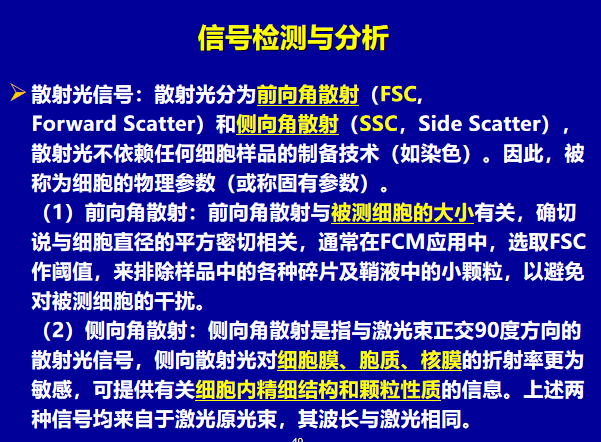 信号检测与分析
散射光信号：散射光分为前向角散射（FSC,
Forward Scatter）和侧向角散射（SSC，Side Scatter），
散射光不依赖任何细胞样品的制备技术（如染色）。因此，被
称为细胞的物理参数（或称固有参数）。
（1）前向角散射：前向角散射与被测细胞的大小有关，确切
说与细胞直径的平方密切相关，通常在FCM应用中，选取FSC
作阈值，来排除样品中的各种碎片及鞘液中的小颗粒，以避免
对被测细胞的干扰。
（2）侧向角散射：侧向角散射是指与激光束正交90度方向的
散射光信号，侧向散射光对细胞膜、胞质、核膜的折射率更为
敏感，可提供有关细胞内精细结构和颗粒性质的信息。上述两
种信号均来自于激光原光束，其波长与激光相同。